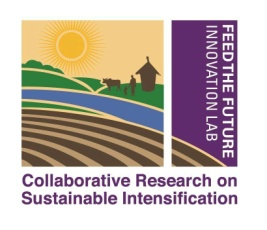 FEED THE FUTURE
INNOVATION LAB
Collaborative Research on
Sustainable Intensification